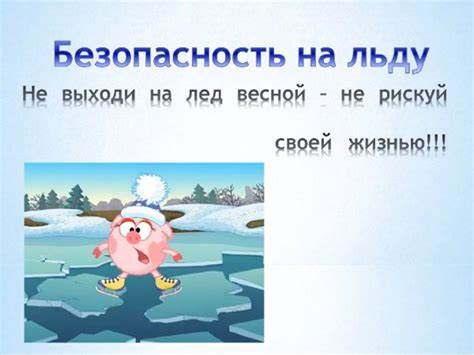 Безопасность на льду
Не выходи на лед весной – не рискуй
своей жизнью!!!